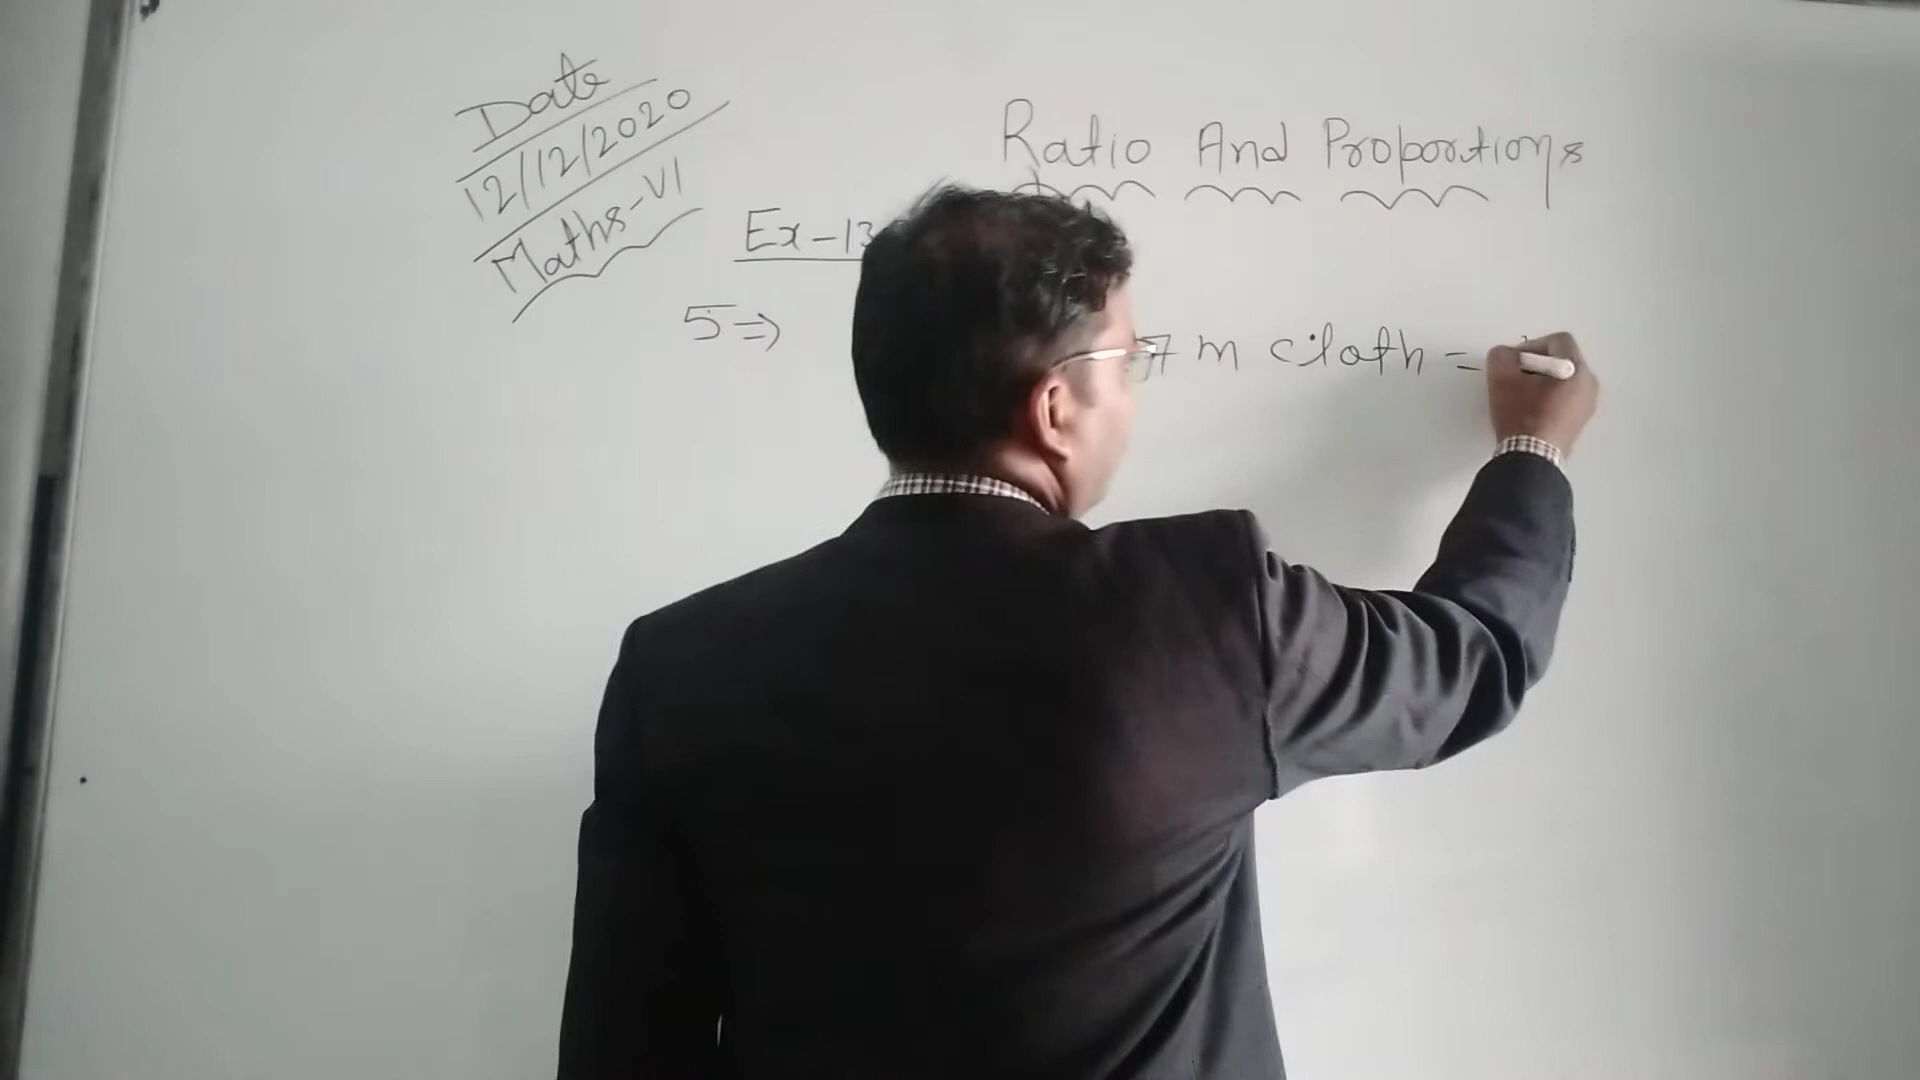 Date
12/12/2020
Maths-VI
Ratio And Proportions
Ex-13
5⇒
7 m cloth =